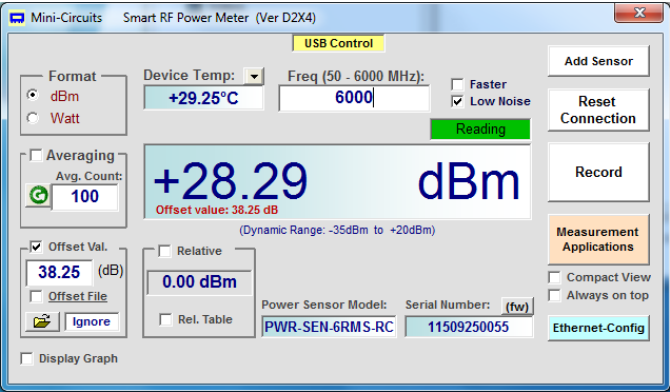 Mini-Circuits Smart RF Power Meter (Ver D2X4)
USB Control
Format
dBm
Watt
Device Temp:
+29.25°C
Freq (50 - 6000 MHz):
6000
Faster
Low Noise
Reading
Add Sensor
Reset
Connection
Record
Averaging
Avg. Count:
100
+28.29 dBm
Offset value: 38.25 dB
(Dynamic Range: -35dBm to +20dBm)
Measurement
Applications
Offset Val.
38.25 (dB)
Offset File
Ignore
Relative
0.00 dBm
Rel. Table
Power Sensor Model:
PWR-SEN-6RMS-RC
Serial Number: (fw)
11509250055
Compact View
Always on top
Ethernet-Config
Display Graph